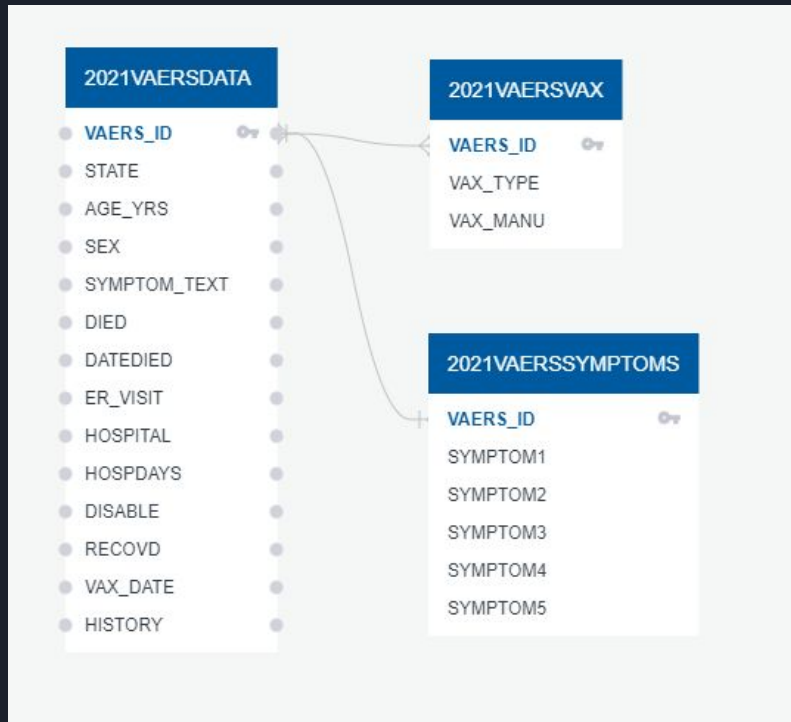 2021VAERSDATA
VAERS_ID
STATE
AGE_YRS
SEX
SYMPTOM_TEXT
DIED
DATEDIED
ER_VISIT
HOSPITAL
HOSPDAYS
DISABLE
RECOVD
VAX_DATE
HISTORY
2021VAERSVAX
VAERS_ID
VAX_TYPE
VAX_MANU
2021VAERSSYMPTOMS
VAERS_ID
SYMPTOM1
SYMPTOM2
SYMPTOM3
SYMPTOM4
SYMPTOM5